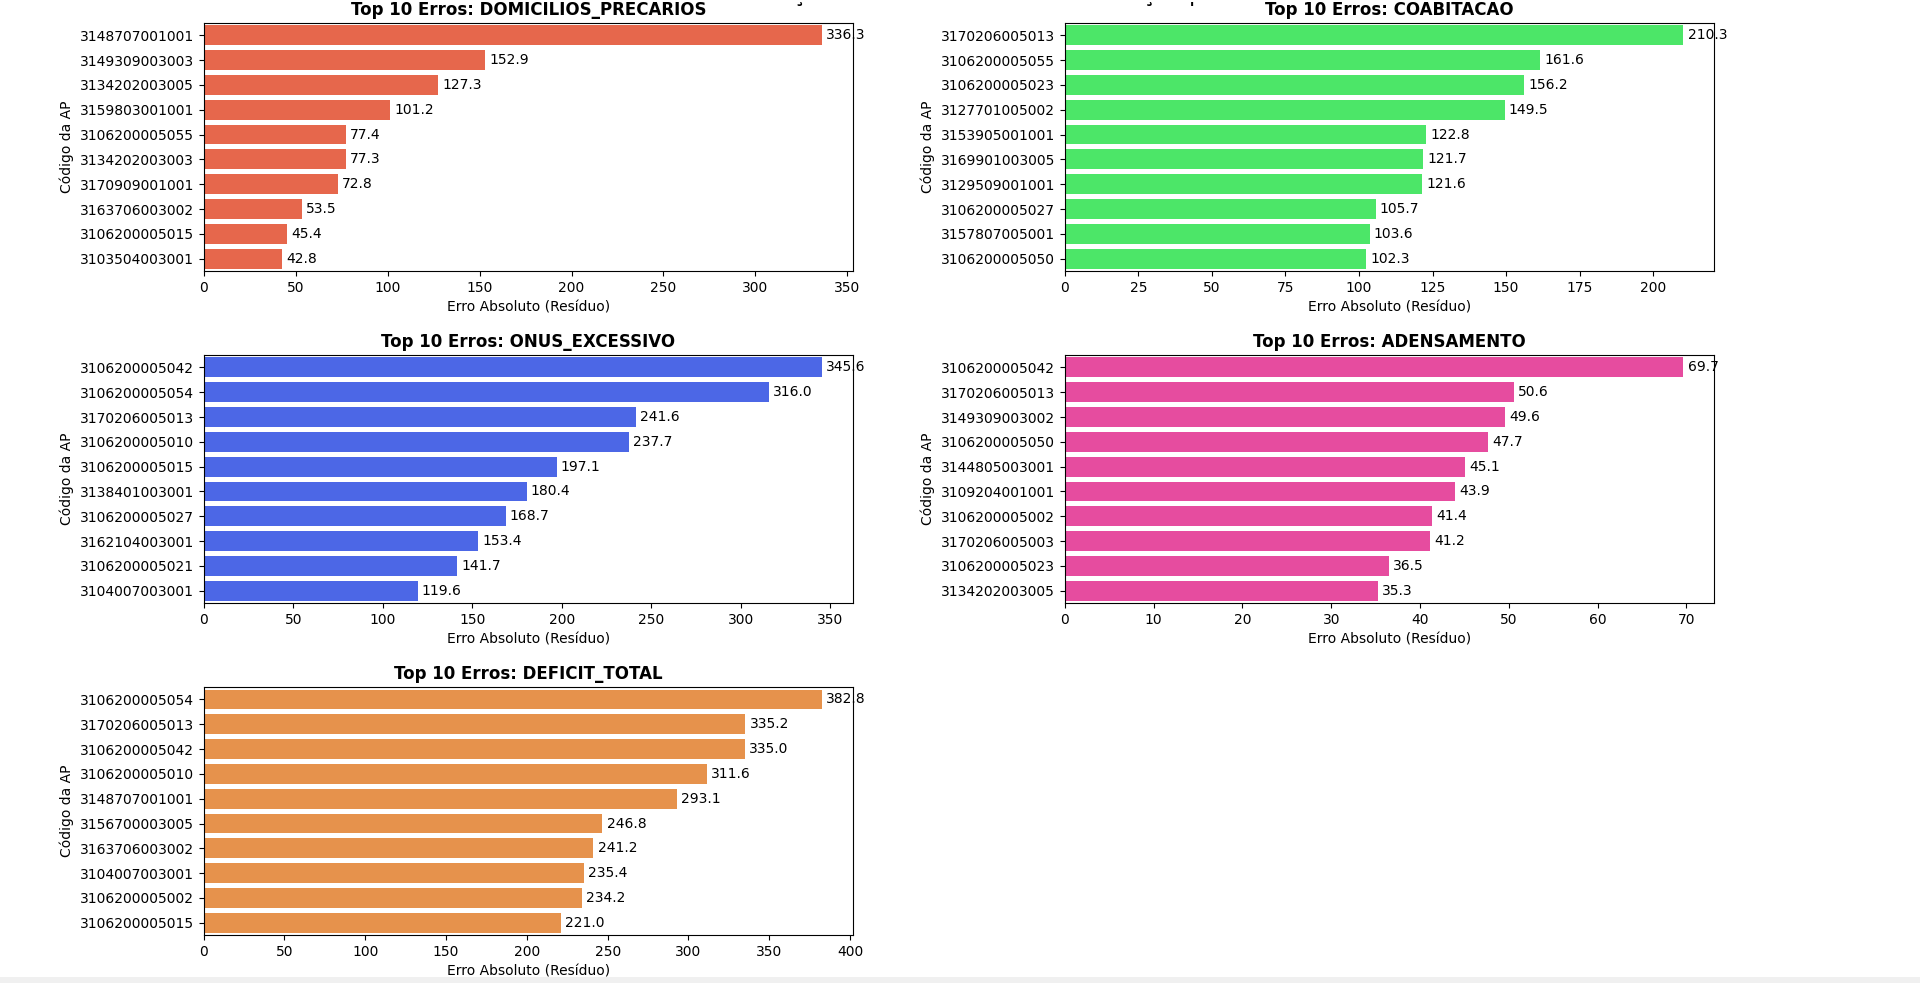 Top 10 Erros: DOMICILIOS_PRECARIOS
Código da AP
3148707001001 336.3
3149309003003 152.9
3134202003005 127.3
3159803001001 101.2
3106200005055 77.4
3134202003003 77.3
3170909001001 72.8
3163706003002 53.5
3106200005015 45.4
3103504003001 42.8
0 50 100 150 200 250 300 350
Erro Absoluto (Resíduo)
Top 10 Erros: COABITACAO
Código da AP
3170206005013 210.3
3106200005055 161.6
3106200005023 156.2
3127701005002 149.5
3153905001001 122.8
3169901003005 121.7
3129509001001 121.6
3106200005027 105.7
3157807005001 103.6
3106200005050 102.3
0 25 50 75 100 125 150 175 200
Erro Absoluto (Resíduo)
Top 10 Erros: ONUS_EXCESSIVO
Código da AP
3106200005042 345.6
3106200005054 316.0
3170206005013 241.6
3106200005010 237.7
3106200005015 197.1
3138401003001 180.4
3106200005027 168.7
3162104003001 153.4
3106200005021 141.7
3104007003001 119.6
0 50 100 150 200 250 300 350
Erro Absoluto (Resíduo)
Top 10 Erros: ADENSAMENTO
Código da AP
3106200005042 69.7
3170206005013 50.6
3149309003002 49.6
3106200005050 47.7
3144805003001 45.1
3109204001001 43.9
3106200005002 41.4
3170206005003 41.2
3106200005023 36.5
3134202003005 35.3
0 10 20 30 40 50 60 70
Erro Absoluto (Resíduo)
Top 10 Erros: DEFICIT_TOTAL
Código da AP
3106200005054 382.8
3170206005013 335.2
3106200005042 335.0
3106200005010 311.6
3148707001001 293.1
3156700003005 246.8
3163706003002 241.2
3104007003001 235.4
3106200005002 234.2
3106200005015 221.0
0 50 100 150 200 250 300 350 400
Erro Absoluto (Resíduo)